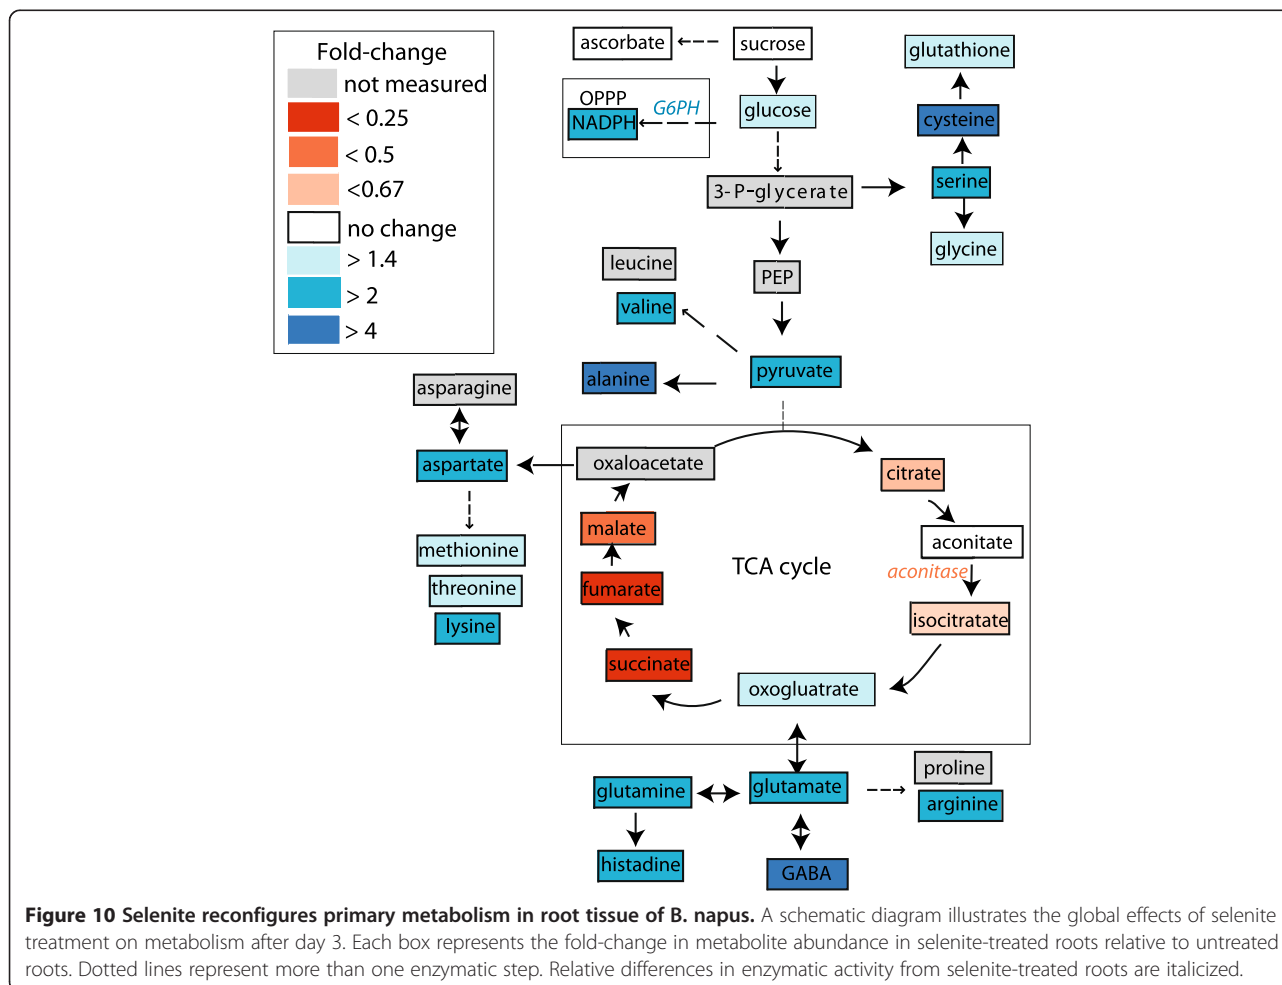 Fold-change
not measured
< 0.25
< 0.5
<0.67
no change
> 1.4
> 2
> 4
ascorbate
sucrose
glutathione
OPPP
NADPH
G6PH
glucose
cysteine
3-P-glycerate
serine
glycine
leucine
PEP
valine
alanine
pyruvate
asparagine
aspartate
oxaloacetate
citrate
malate
aconitate
methionine
TCA cycle
aconitase
threonine
fumarate
lysine
isocitratate
succinate
oxogluatrate
glutamine
glutamate
proline
arginine
histadine
GABA
Figure 10 Selenite reconfigures primary metabolism in root tissue of B. napus. A schematic diagram illustrates the global effects of selenite
treatment on metabolism after day 3. Each box represents the fold-change in metabolite abundance in selenite-treated roots relative to untreated
roots. Dotted lines represent more than one enzymatic step. Relative differences in enzymatic activity from selenite-treated roots are italicized.